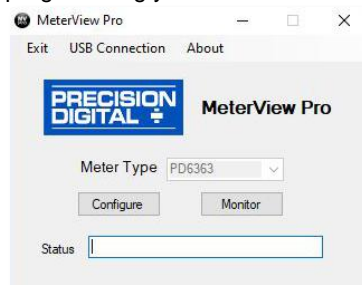 MeterView Pro
Exit USB Connection About
PRECISION
DIGITAL
MeterView Pro
Meter Type PD6363
Configure Monitor
Status